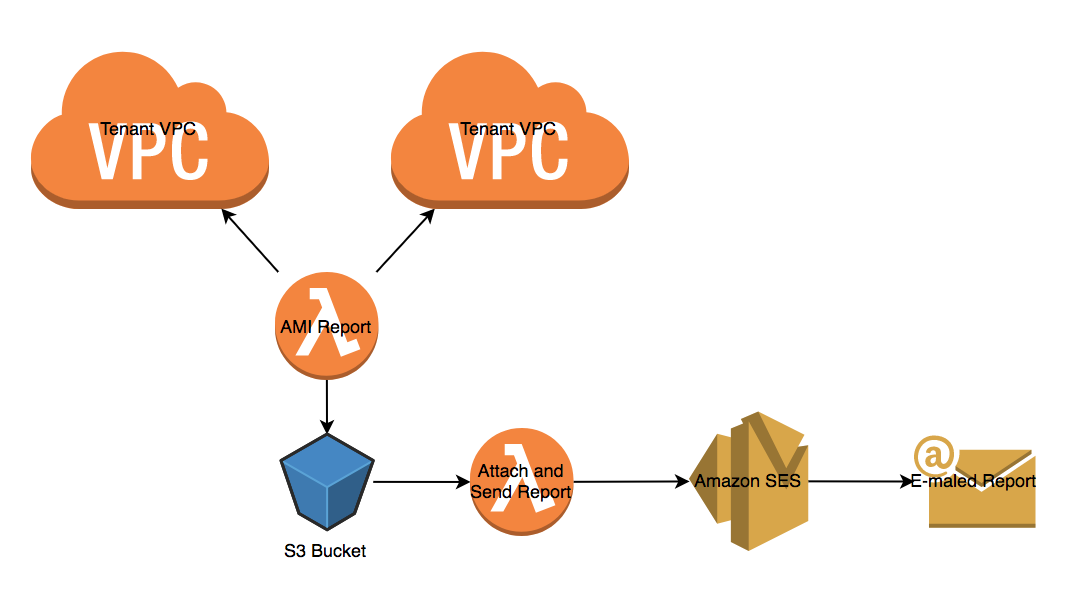 Tenant VPC
VPC
Tenant VPC
VPC
AMI Report
Attach and
Send Report
Amazon SES
@
E-maled Report
S3 Bucket